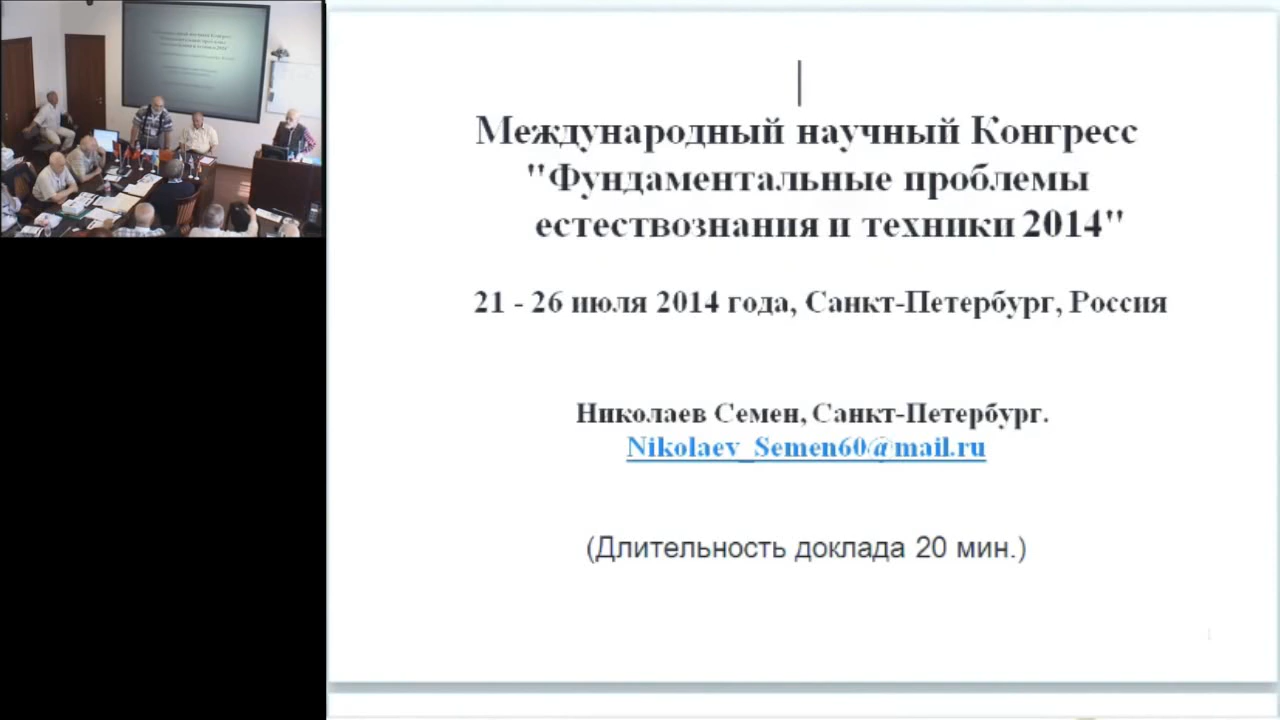 Международный научный Конгресс
"Фундаментальные проблемы
естествознания и техники 2014"
21 - 26 июля 2014 года, Санкт-Петербург, Россия
Николаев Семен, Санкт-Петербург.
Nikolaev_Semen60@mail.ru
(Длительность доклада 20 мин.)